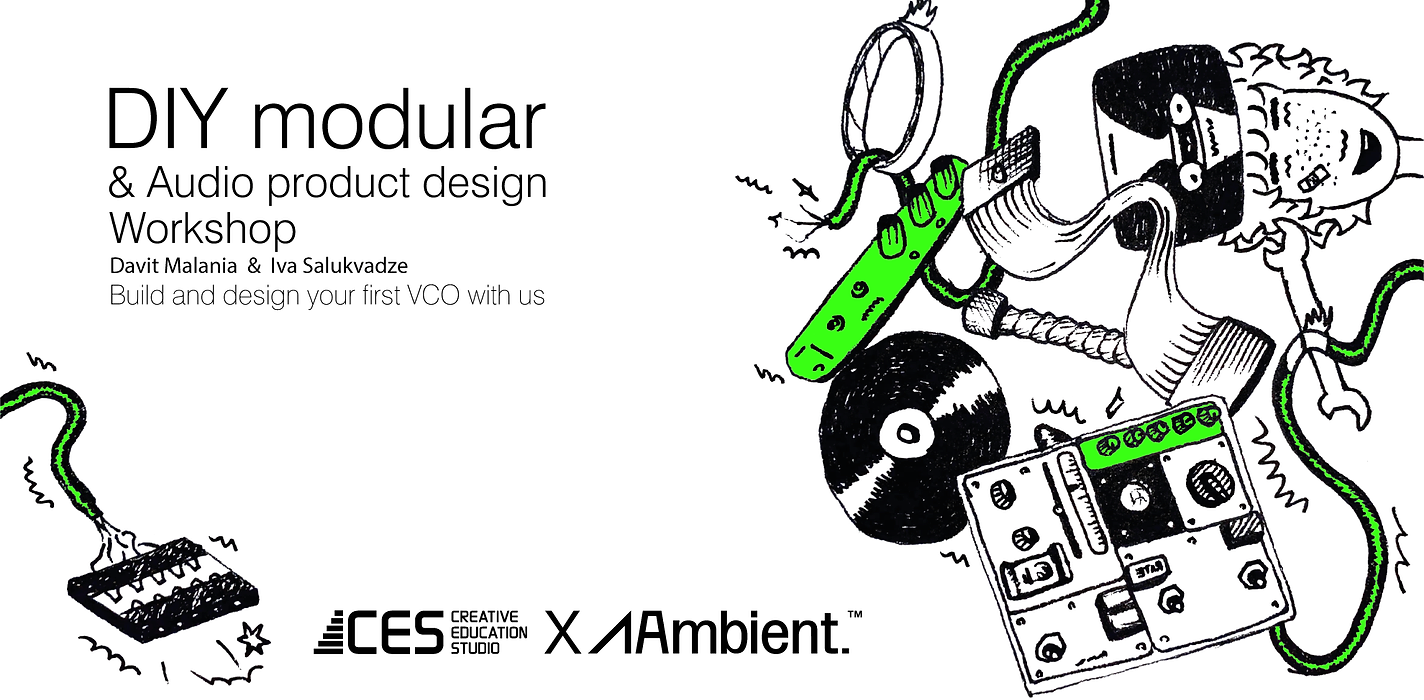 DIY modular
& Audio product design
Workshop
Davit Malania & Iva Salukvadze
Build and design your first VCO with us
CES CREATIVE EDUCATION STUDIO X Ambient.™